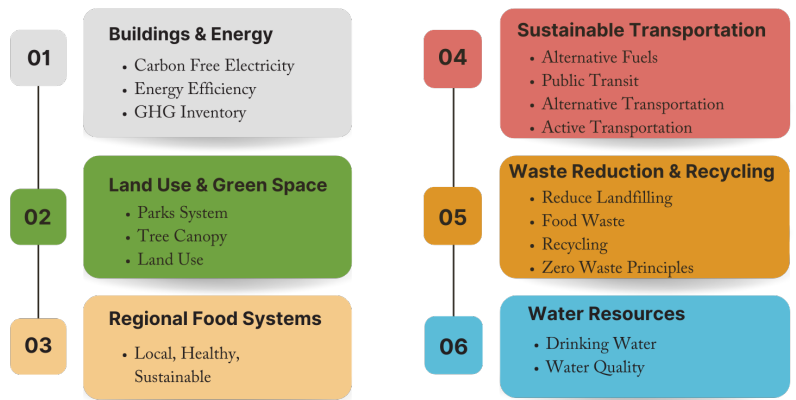 01
Buildings & Energy
• Carbon Free Electricity
• Energy Efficiency
• GHG Inventory
02
Land Use & Green Space
• Parks System
• Tree Canopy
• Land Use
03
Regional Food Systems
• Local, Healthy,
Sustainable
04
Sustainable Transportation
• Alternative Fuels
• Public Transit
• Alternative Transportation
• Active Transportation
05
Waste Reduction & Recycling
• Reduce Landfilling
• Food Waste
• Recycling
• Zero Waste Principles
06
Water Resources
• Drinking Water
• Water Quality